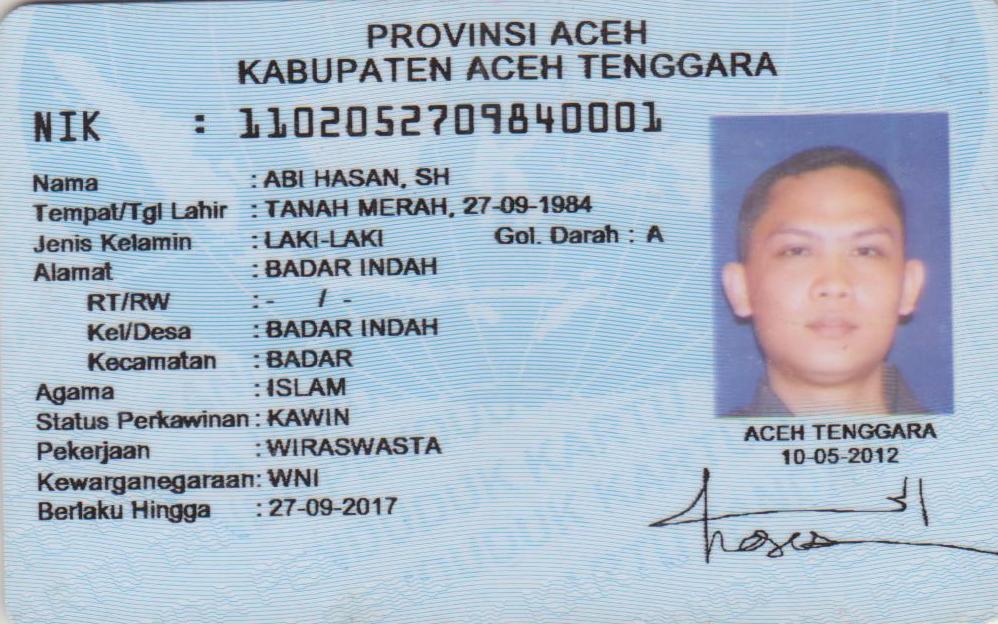 PROVINSI ACEH
KABUPATEN ACEH TENGGARA
NIK : 1102052709840001
Nama : ABI HASAN, SH
Tempat/Tgl Lahir : TANAH MERAH, 27-09-1984
Jenis Kelamin : LAKI-LAKI Gol. Darah : A
Alamat : BADAR INDAH
RT/RW : - / -
Kel/Desa : BADAR INDAH
Kecamatan : BADAR
Agama : ISLAM
Status Perkawinan : KAWIN
Pekerjaan : WIRASWASTA
Kewarganegaraan : WNI
Berlaku Hingga : 27-09-2017
ACEH TENGGARA
10-05-2012